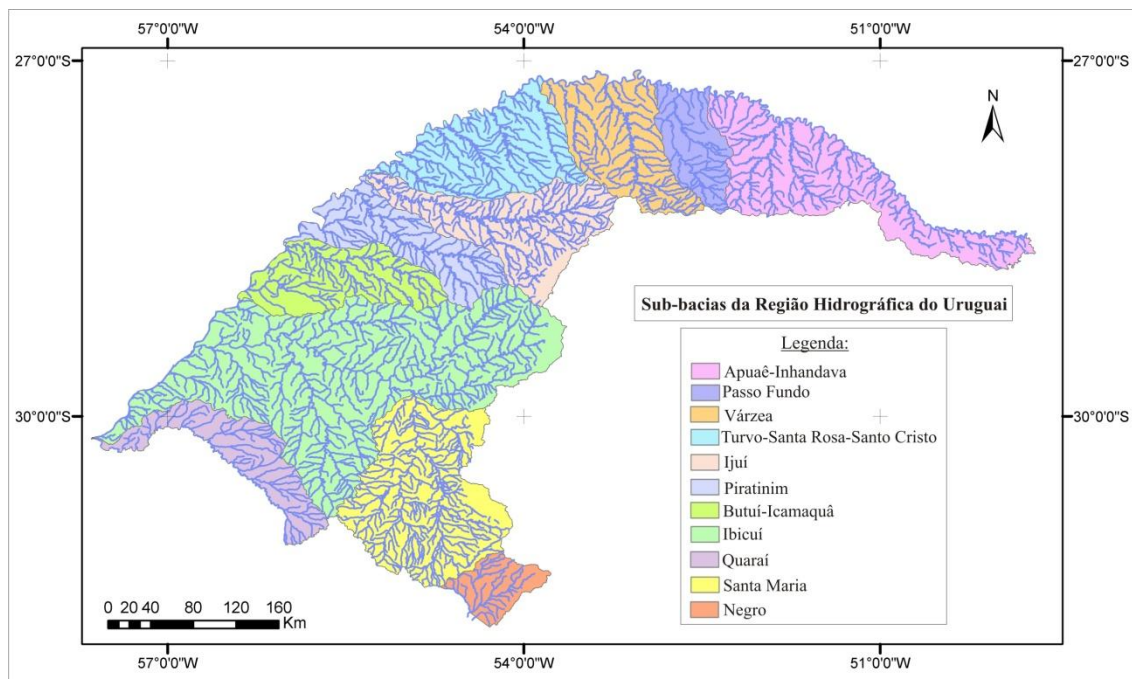 57°0'0"W 54°0'0"W 51°0'0"W
27°0'0"S 27°0'0"S
N
Sub-bacias da Região Hidrográfica do Uruguai
Legenda:
Apuaê-Inhandava
Passo Fundo
Várzea
Turvo-Santa Rosa-Santo Cristo
Ijuí
Piratinim
Butuí-Icamaquâ
Ibicuí
Quaraí
Santa Maria
Negro
30°0'0"S 30°0'0"S
0 20 40 80 120 160
Km
57°0'0"W 54°0'0"W 51°0'0"W